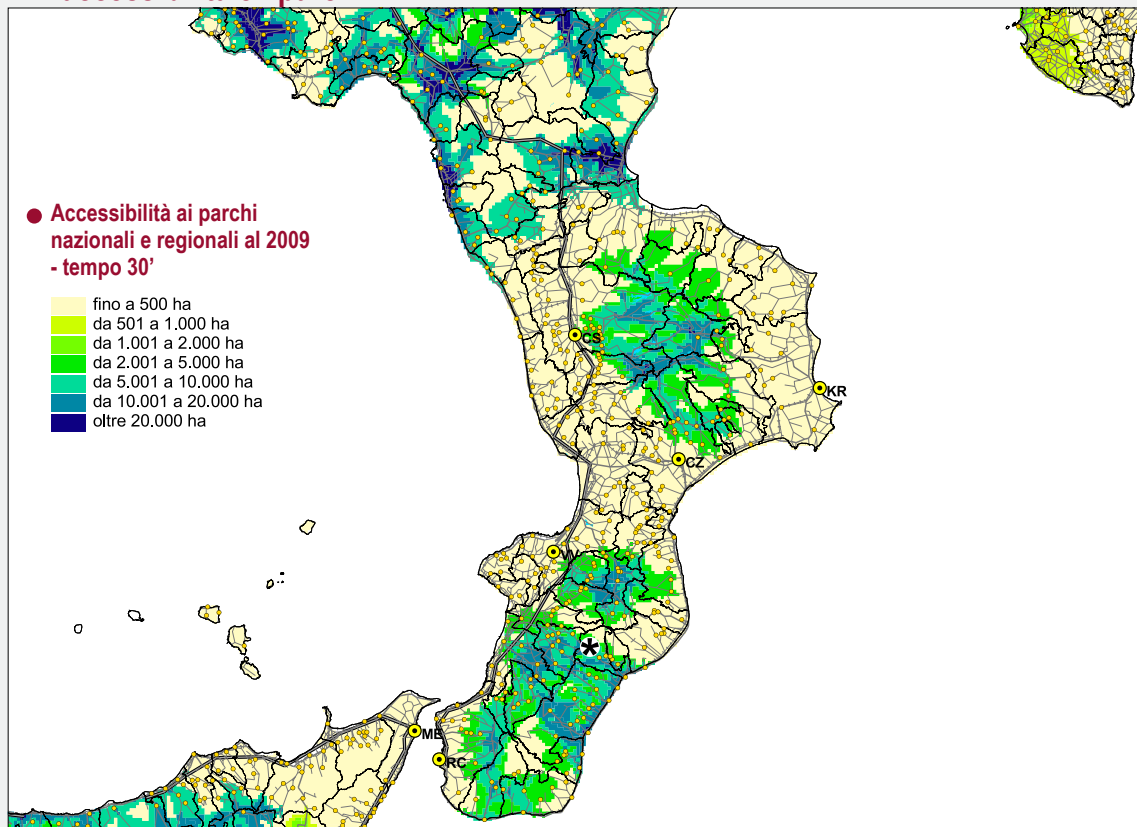 ● Accessibilità ai parchi
nazionali e regionali al 2009
- tempo 30’
fino a 500 ha
da 501 a 1.000 ha
da 1.001 a 2.000 ha
da 2.001 a 5.000 ha
da 5.001 a 10.000 ha
da 10.001 a 20.000 ha
oltre 20.000 ha
CS
KR
CZ
VV
*
ME
RC